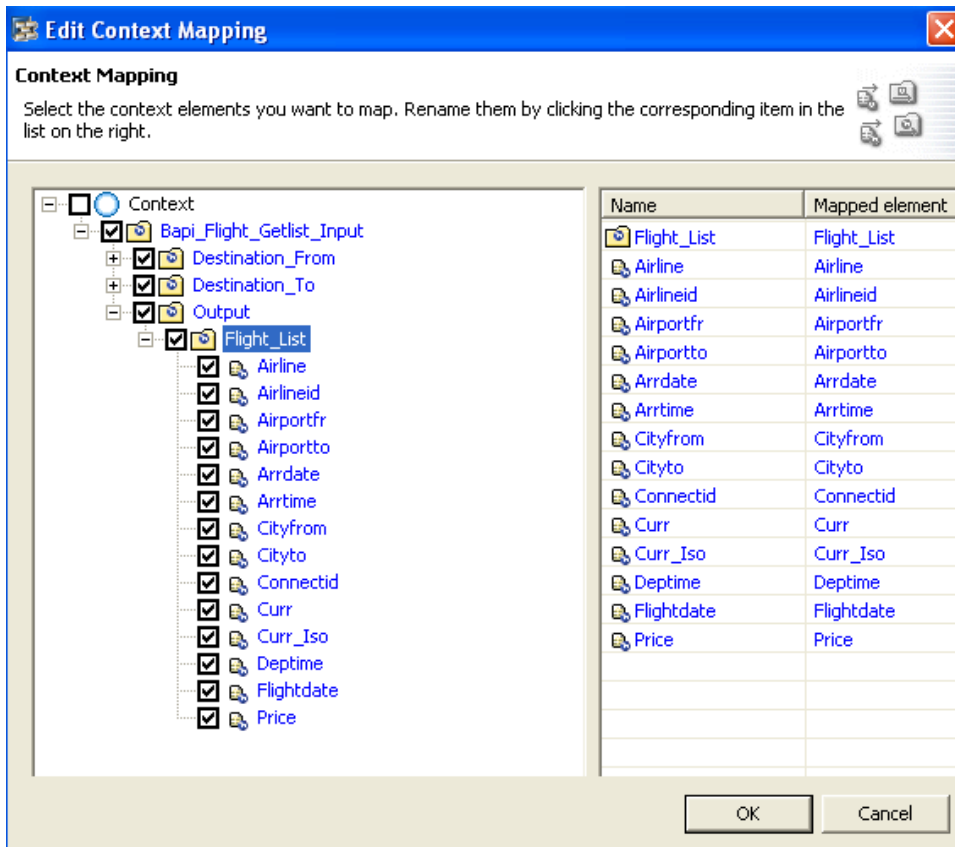 Edit Context Mapping
Context Mapping
Select the context elements you want to map. Rename them by clicking the corresponding item in the
list on the right.
Context
Bapi_Flight_Getlist_Input
Destination_From
Destination_To
Output
Flight_List
Airline
Airlineid
Airportfr
Airportto
Arrdate
Arrtime
Cityfrom
Cityto
Connectid
Curr
Curr_Iso
Deptime
Flightdate
Price
Name Mapped element
Flight_List Flight_List
Airline Airline
Airlineid Airlineid
Airportfr Airportfr
Airportto Airportto
Arrdate Arrdate
Arrtime Arrtime
Cityfrom Cityfrom
Cityto Cityto
Connectid Connectid
Curr Curr
Curr_Iso Curr_Iso
Deptime Deptime
Flightdate Flightdate
Price Price
OK Cancel